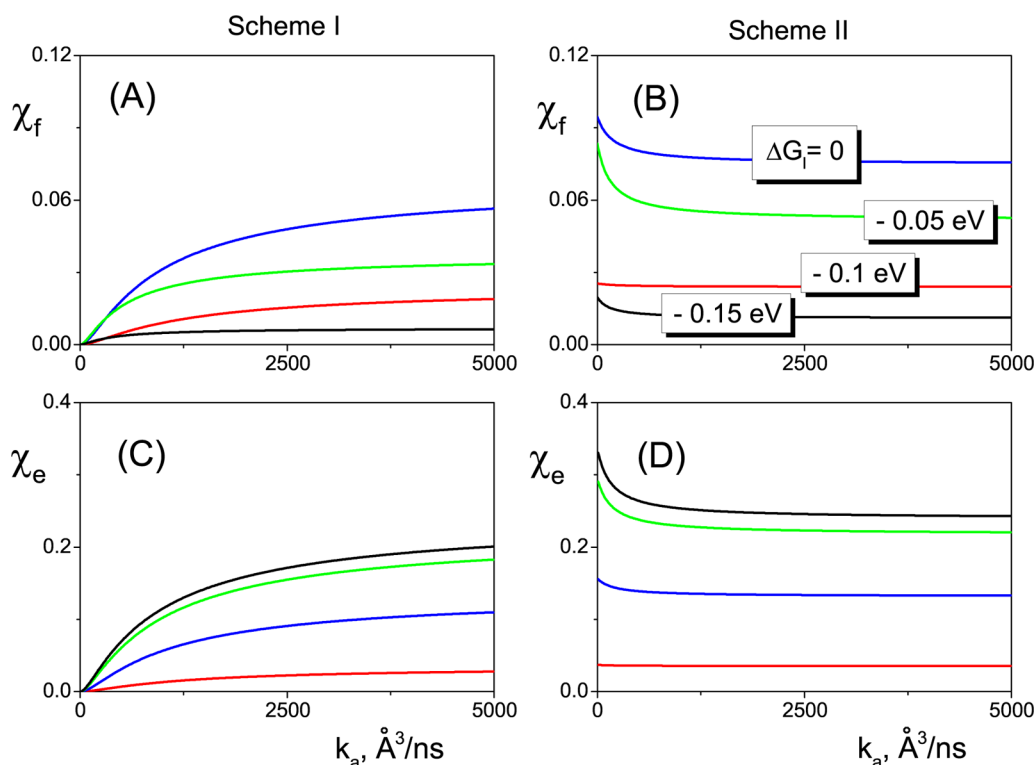 Scheme I
Scheme II
0.12
(A)
χf
0.06
0.00
0
2500
5000
0.12
(B)
χf
ΔGI= 0
- 0.05 eV
0.06
- 0.1 eV
- 0.15 eV
0.00
0
2500
5000
0.4
(C)
χe
0.2
0.0
0
2500
5000
ka, Å3/ns
0.4
(D)
χe
0.2
0.0
0
2500
5000
ka, Å3/ns